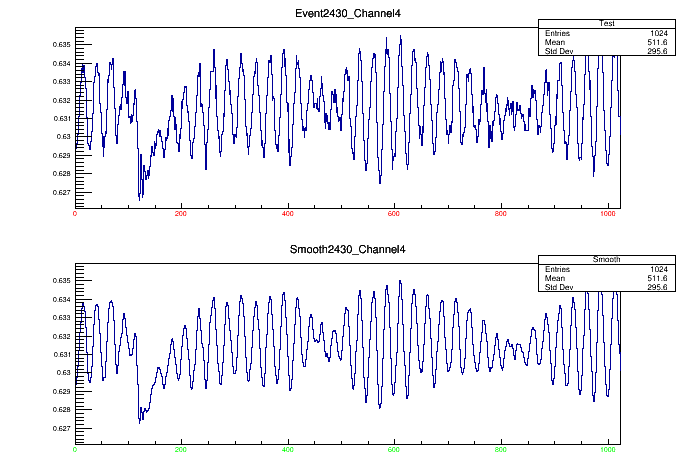 Event2430_Channel4
Test
Entries 1024
Mean 511.6
Std Dev 295.6
0.635
0.634
0.633
0.632
0.631
0.63
0.629
0.628
0.627
0 200 400 600 800 1000
Smooth2430_Channel4
Smooth
Entries 1024
Mean 511.6
Std Dev 295.6
0.635
0.634
0.633
0.632
0.631
0.63
0.629
0.628
0.627
0 200 400 600 800 1000